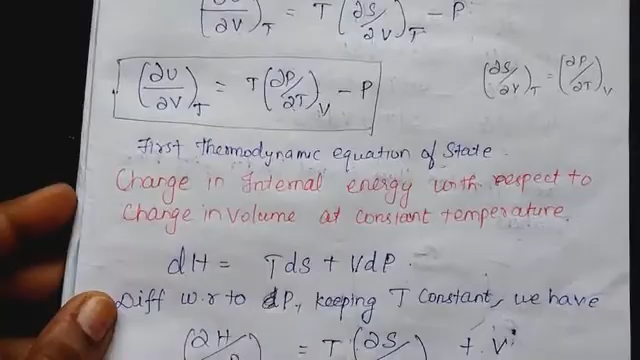 (∂U/∂V)_T = T(∂S/∂V)_T - P
(∂U/∂V)_T = T(∂P/∂T)_V - P
(∂S/∂V)_T = (∂P/∂T)_V
First thermodynamic equation of State.
Change in Internal energy with respect to
Change in Volume at constant temperature.
dH = Tds + VdP.
Diff w.r to dP, keeping T Constant, we have
(∂H/∂P) = T(∂S/ + V